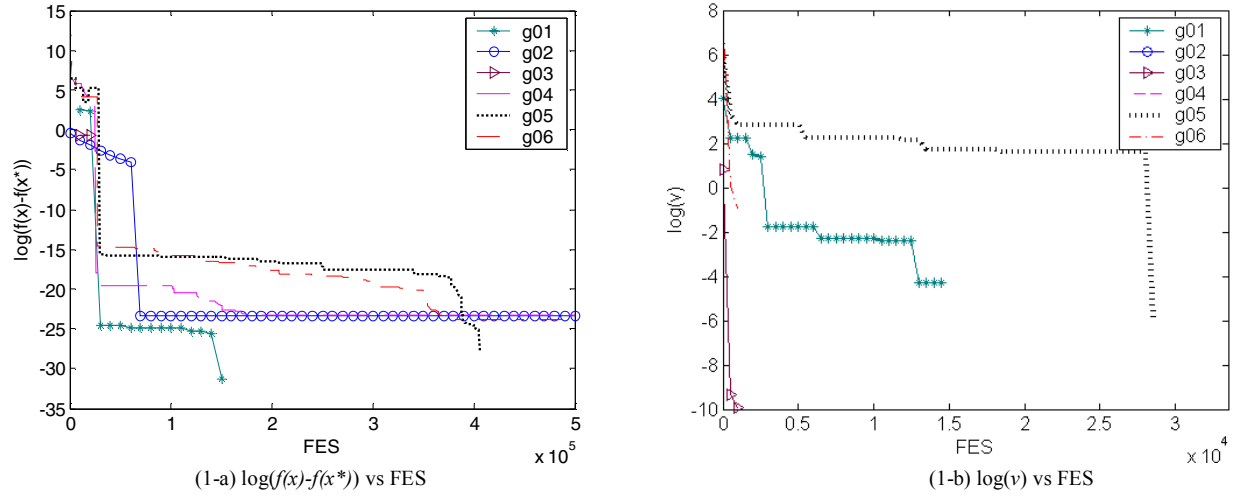 15
10
5
0
-5
-10
-15
-20
-25
-30
-35
log(f(x)-f(x*))
0 1 2 3 4 5
FES
x 10^5
g01
g02
g03
g04
g05
g06
(1-a) log(f(x)-f(x*)) vs FES
8
6
4
2
0
-2
-4
-6
-8
-10
log(v)
0 0.5 1 1.5 2 2.5 3
FES
x 10^4
g01
g02
g03
g04
g05
g06
(1-b) log(v) vs FES